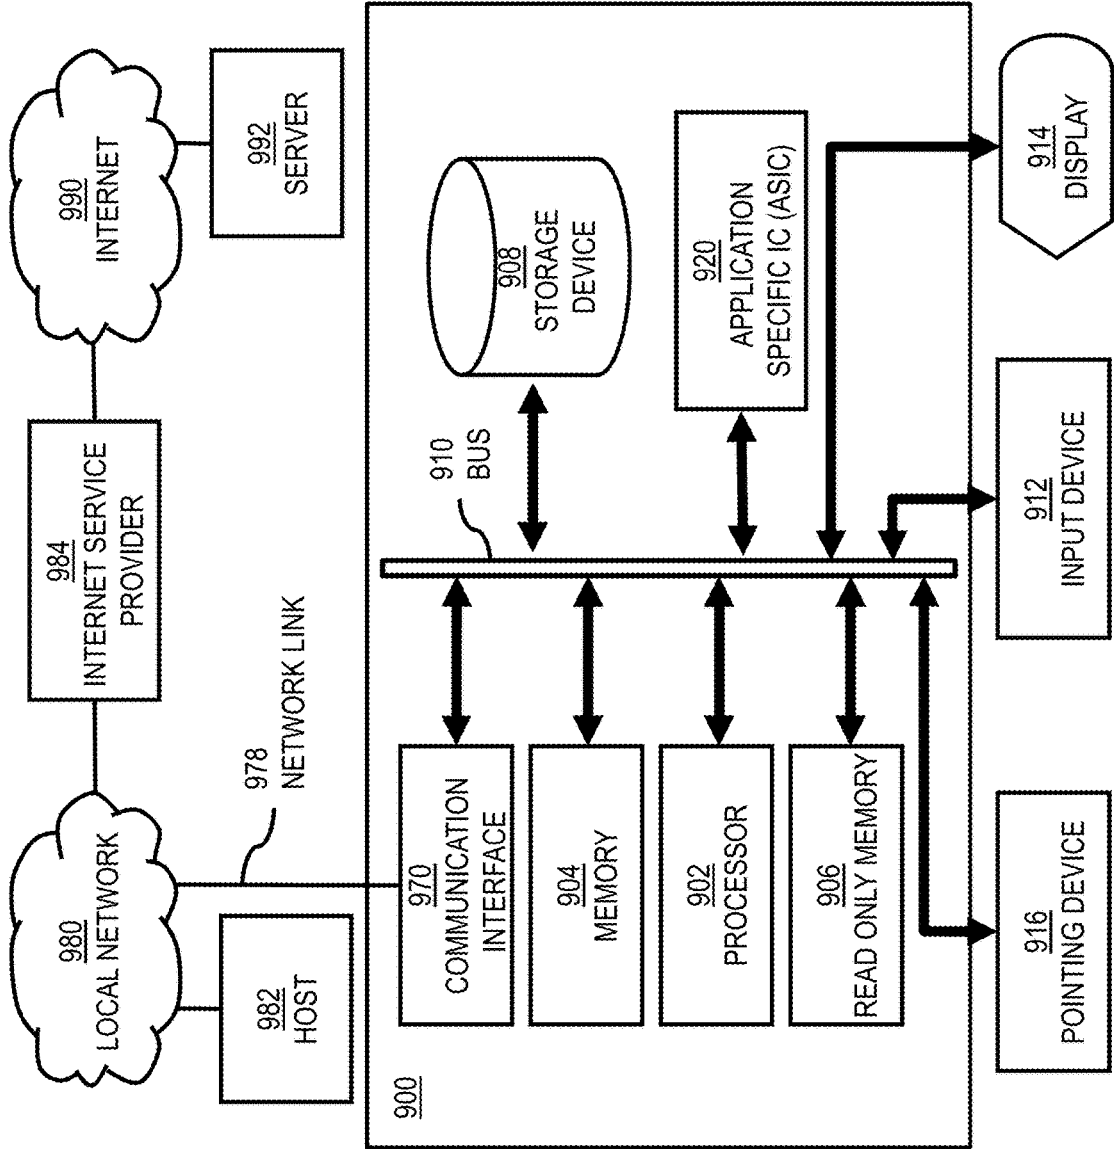 980
LOCAL NETWORK
984
INTERNET SERVICE
PROVIDER
990
INTERNET
982
HOST
978
NETWORK LINK
992
SERVER
900
970
COMMUNICATION
INTERFACE
904
MEMORY
902
PROCESSOR
906
READ ONLY MEMORY
910
BUS
908
STORAGE
DEVICE
920
APPLICATION
SPECIFIC IC (ASIC)
916
POINTING DEVICE
912
INPUT DEVICE
914
DISPLAY